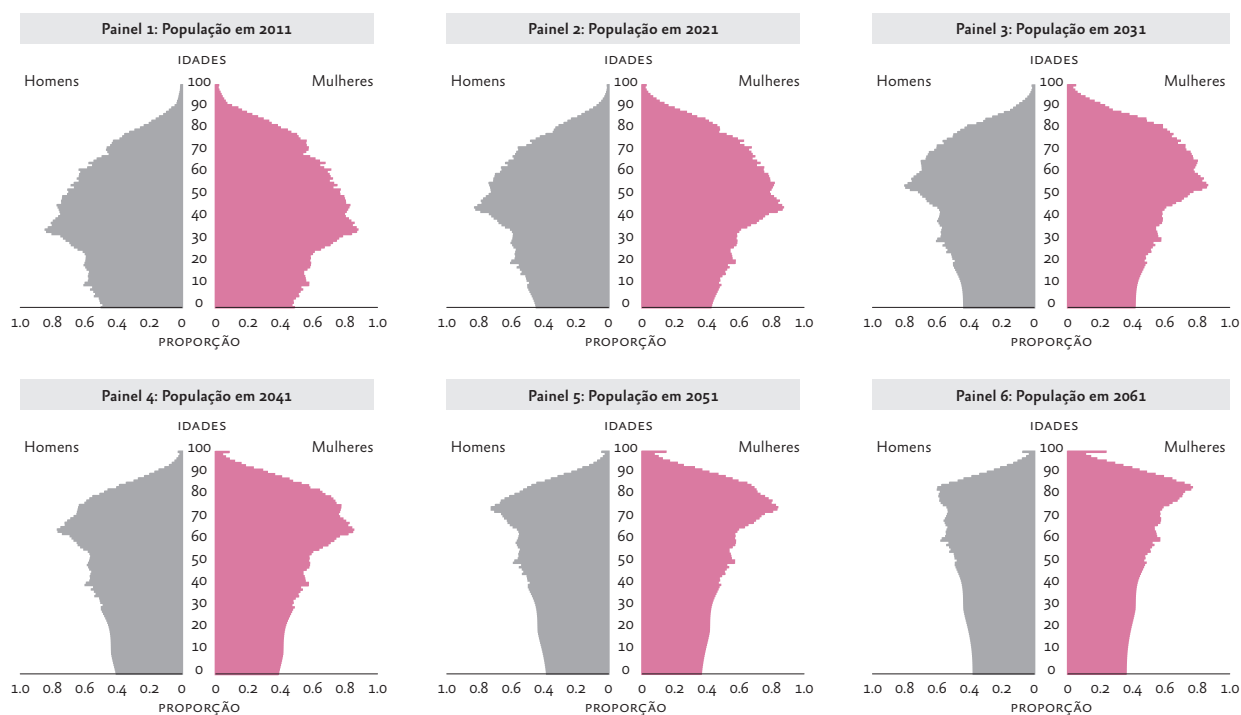 Painel 1: População em 2011
IDADES
Homens
Mulheres
100
90
80
70
60
50
40
30
20
10
0
1.0 0.8 0.6 0.4 0.2 0 0 0.2 0.4 0.6 0.8 1.0
PROPORÇÃO
Painel 2: População em 2021
IDADES
Homens
Mulheres
100
90
80
70
60
50
40
30
20
10
0
1.0 0.8 0.6 0.4 0.2 0 0 0.2 0.4 0.6 0.8 1.0
PROPORÇÃO
Painel 3: População em 2031
IDADES
Homens
Mulheres
100
90
80
70
60
50
40
30
20
10
0
1.0 0.8 0.6 0.4 0.2 0 0 0.2 0.4 0.6 0.8 1.0
PROPORÇÃO
Painel 4: População em 2041
IDADES
Homens
Mulheres
100
90
80
70
60
50
40
30
20
10
0
1.0 0.8 0.6 0.4 0.2 0 0 0.2 0.4 0.6 0.8 1.0
PROPORÇÃO
Painel 5: População em 2051
IDADES
Homens
Mulheres
100
90
80
70
60
50
40
30
20
10
0
1.0 0.8 0.6 0.4 0.2 0 0 0.2 0.4 0.6 0.8 1.0
PROPORÇÃO
Painel 6: População em 2061
IDADES
Homens
Mulheres
100
90
80
70
60
50
40
30
20
10
0
1.0 0.8 0.6 0.4 0.2 0 0 0.2 0.4 0.6 0.8 1.0
PROPORÇÃO